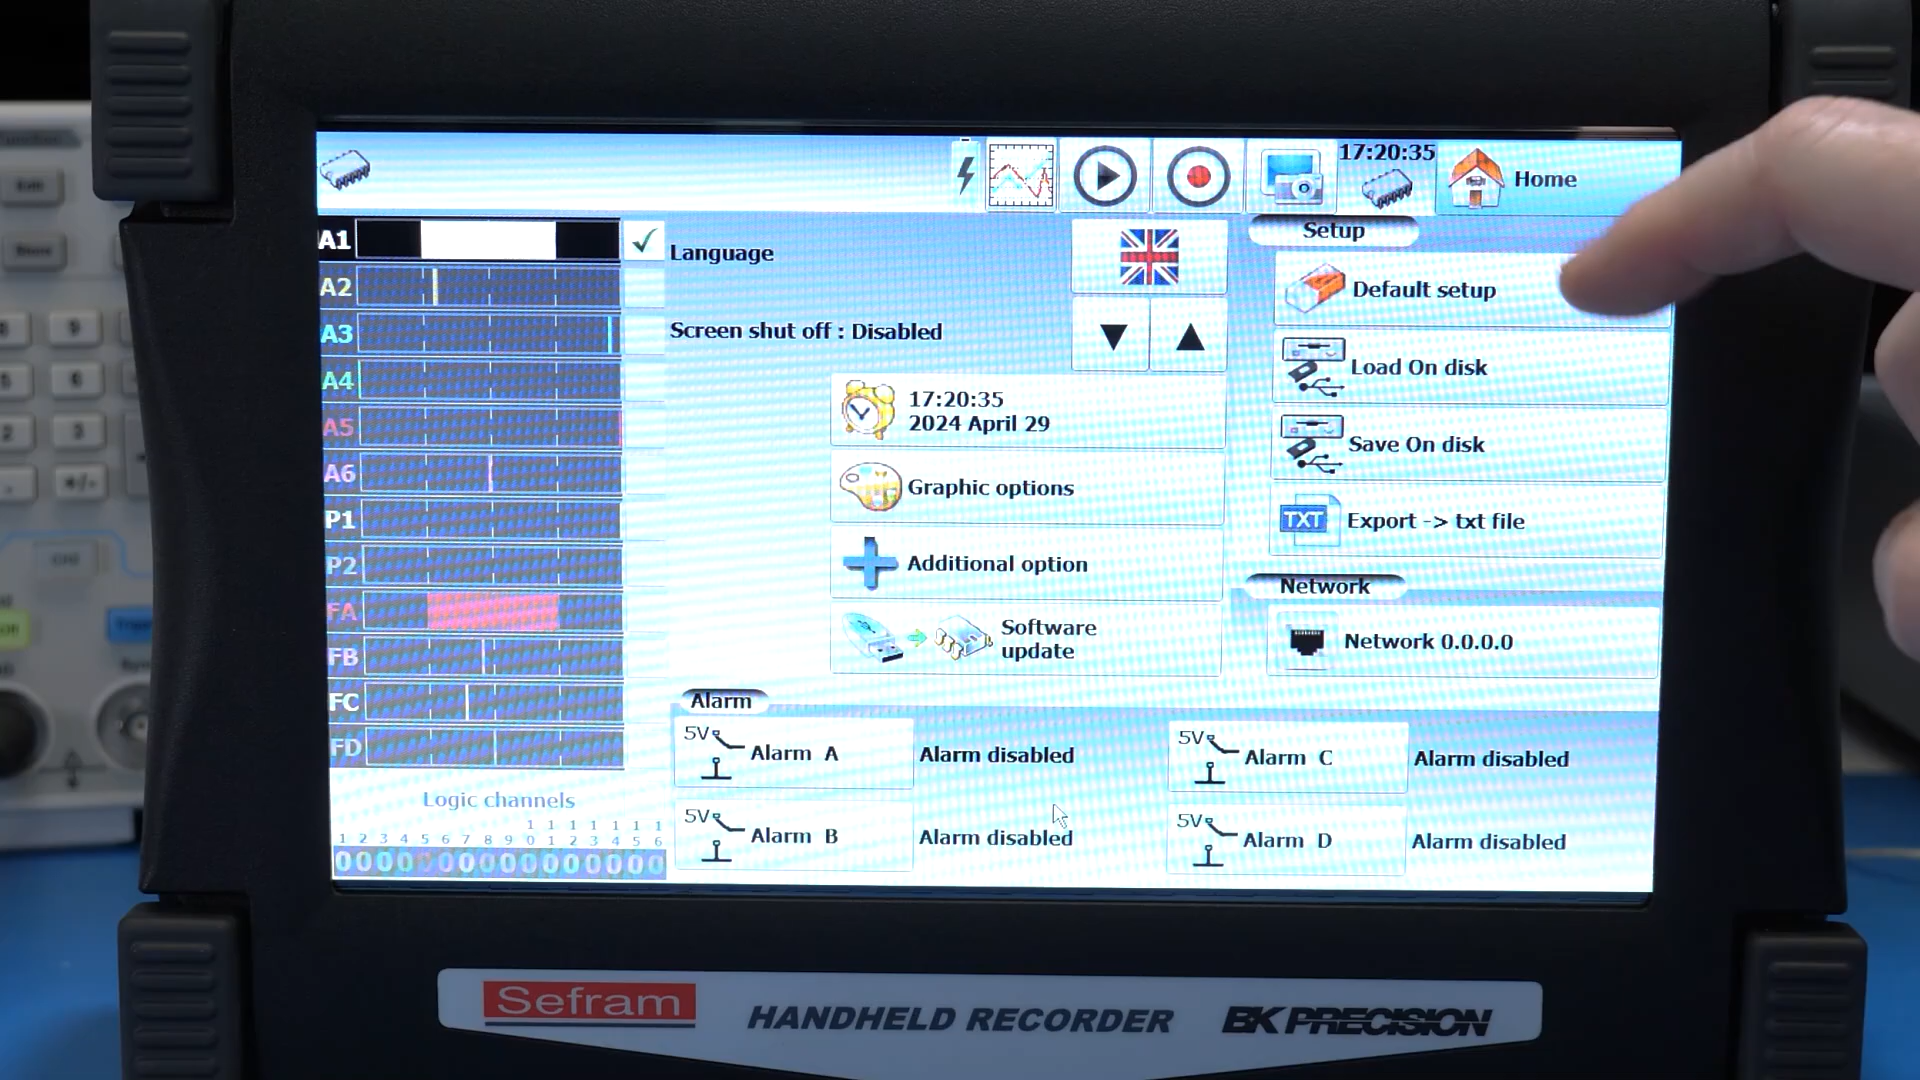 17:20:35
Home
A1
A2
A3
A4
A5
A6
P1
P2
FA
FB
FC
FD
Logic channels
1 1 1 1 1 1 1
1 2 3 4 5 6 7 8 9 0 1 2 3 4 5 6
0000000000000000
Language
Screen shut off : Disabled
17:20:35
2024 April 29
Graphic options
Additional option
Software
update
Setup
Default setup
Load On disk
Save On disk
TXT Export -> txt file
Network
Network 0.0.0.0
Alarm
5V Alarm A Alarm disabled
5V Alarm C Alarm disabled
5V Alarm B Alarm disabled
5V Alarm D Alarm disabled
Sefram
HANDHELD RECORDER
BK PRECISION
9
6
2
3
+/-